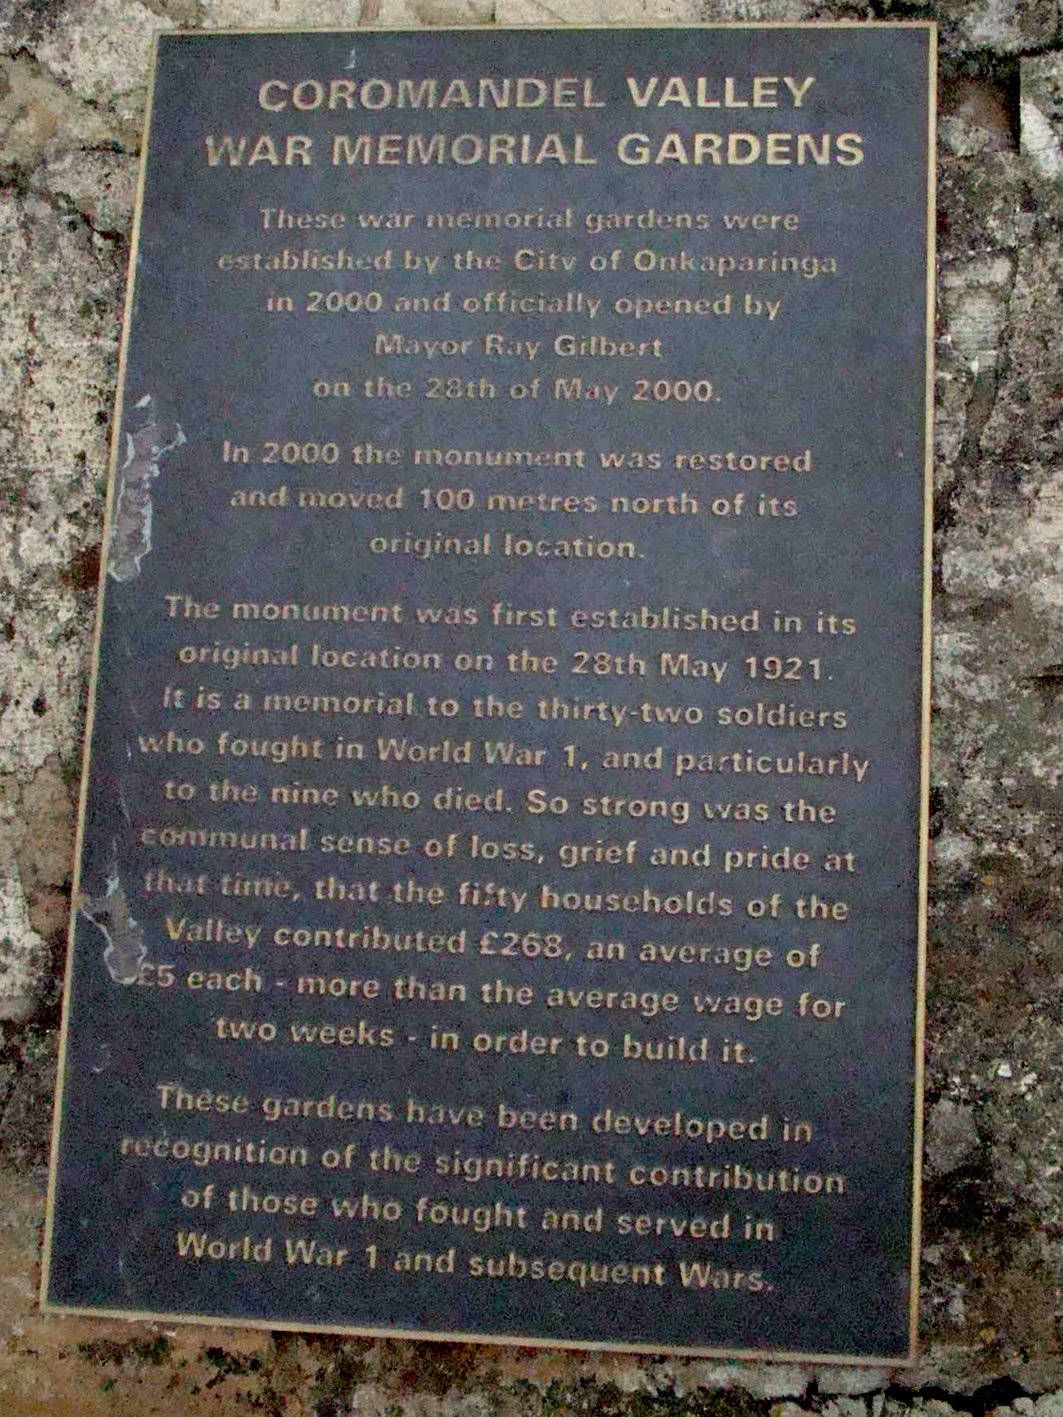 COROMANDEL VALLEY
WAR MEMORIAL GARDENS
These war memorial gardens were
established by the City of Onkaparinga
in 2000 and officially opened by
Mayor Ray Gilbert
on the 28th of May 2000.
In 2000 the monument was restored
and moved 100 metres north of its
original location.
The monument was first established in its
original location on the 28th May 1921.
It is a memorial to the thirty-two soldiers
who fought in World War 1, and particularly
to the nine who died. So strong was the
communal sense of loss, grief and pride at
that time, that the fifty households of the
Valley contributed £268, an average of
£5 each - more than the average wage for
two weeks - in order to build it.
These gardens have been developed in
recognition of the significant contribution
of those who fought and served in
World War 1 and subsequent Wars.